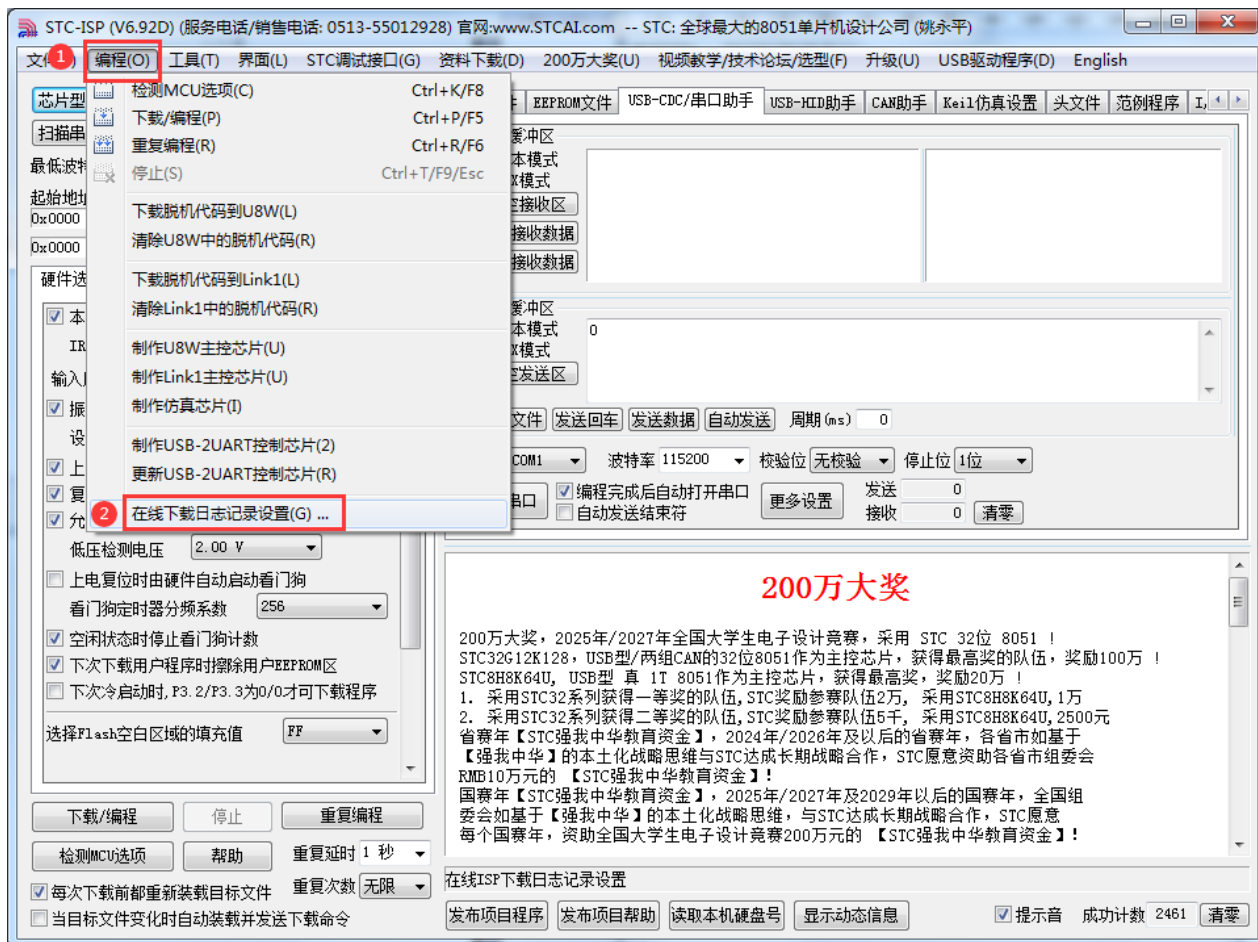 STC-ISP (V6.92D) (服务电话/销售电话: 0513-55012928) 官网:www.STCAI.com -- STC: 全球最大的8051单片机设计公司 (姚永平)
文件 1 编程(O) 工具(T) 界面(L) STC调试接口(G) 资料下载(D) 200万大奖(U) 视频教学/技术论坛/选型(F) 升级(V) USB驱动程序(D) English
芯片型 EEPROM文件 USB-CDC/串口助手 USB-HID助手 CAN助手 Keil仿真设置 头文件 范例程序 I,
检测MCU选项(C) Ctrl+K/F8
下载/编程(P) Ctrl+P/F5
重复编程(R) Ctrl+R/F6
停止(S) Ctrl+T/F9/Esc
下载脱机代码到U8W(L)
清除U8W中的脱机代码(R)
下载脱机代码到Link1(L)
清除Link1中的脱机代码(R)
制作U8W主控芯片(U)
制作Link1主控芯片(U)
制作仿真芯片(I)
制作USB-2UART控制芯片(2)
更新USB-2UART控制芯片(R)
2 在线下载日志记录设置(G) ...
扫描串
最低波特
起始地址
0x0000
0x0000
硬件选
本
IR
输入
振
设
上
复
允
缓冲区
本模式
X模式
接收区
接收数据
接收数据
缓冲区
本模式
0
X模式
发送区
文件 发送回车 发送数据 自动发送 周期(ms) 0
COM1 波特率 115200 校验位 无校验 停止位 1位
串口 编程完成后自动打开串口 更多设置 发送 0
自动发送结束符 接收 0 清零
低压检测电压 2.00 V
上电复位时由硬件自动启动看门狗
看门狗定时器分频系数 256
空闲状态时停止看门狗计数
下次下载用户程序时擦除用户EEPROM区
下次冷启动时,P3.2/P3.3为0/0才可下载程序
选择Flash空白区域的填充值 FF
200万大奖
200万大奖，2025年/2027年全国大学生电子设计竞赛，采用 STC 32位 8051 !
STC32G12K128，USB型/两组CAN的32位8051作为主控芯片，获得最高奖的队伍，奖励100万 !
STC8H8K64U, USB型 真 1T 8051作为主控芯片，获得最高奖，奖励20万 !
1. 采用STC32系列获得一等奖的队伍,STC奖励参赛队伍2万, 采用STC8H8K64U,1万
2. 采用STC32系列获得二等奖的队伍,STC奖励参赛队伍5千, 采用STC8H8K64U,2500元
省赛年【STC强我中华教育资金】，2024年/2026年及以后的省赛年，各省市如基于
【强我中华】的本土化战略思维与STC达成长期战略合作，STC愿意资助各省市组委会
RMB10万元的 【STC强我中华教育资金】!
国赛年【STC强我中华教育资金】，2025年/2027年及2029年以后的国赛年，全国组
委会如基于【强我中华】的本土化战略思维，与STC达成长期战略合作，STC愿意
每个国赛年，资助全国大学生电子设计竞赛200万元的 【STC强我中华教育资金】!
下载/编程 停止 重复编程
检测MCU选项 帮助 重复延时 1 秒
每次下载前都重新装载目标文件 重复次数 无限
当目标文件变化时自动装载并发送下载命令
在线ISP下载日志记录设置
发布项目程序 发布项目帮助 读取本机硬盘号 显示动态信息 提示音 成功计数 2461 清零